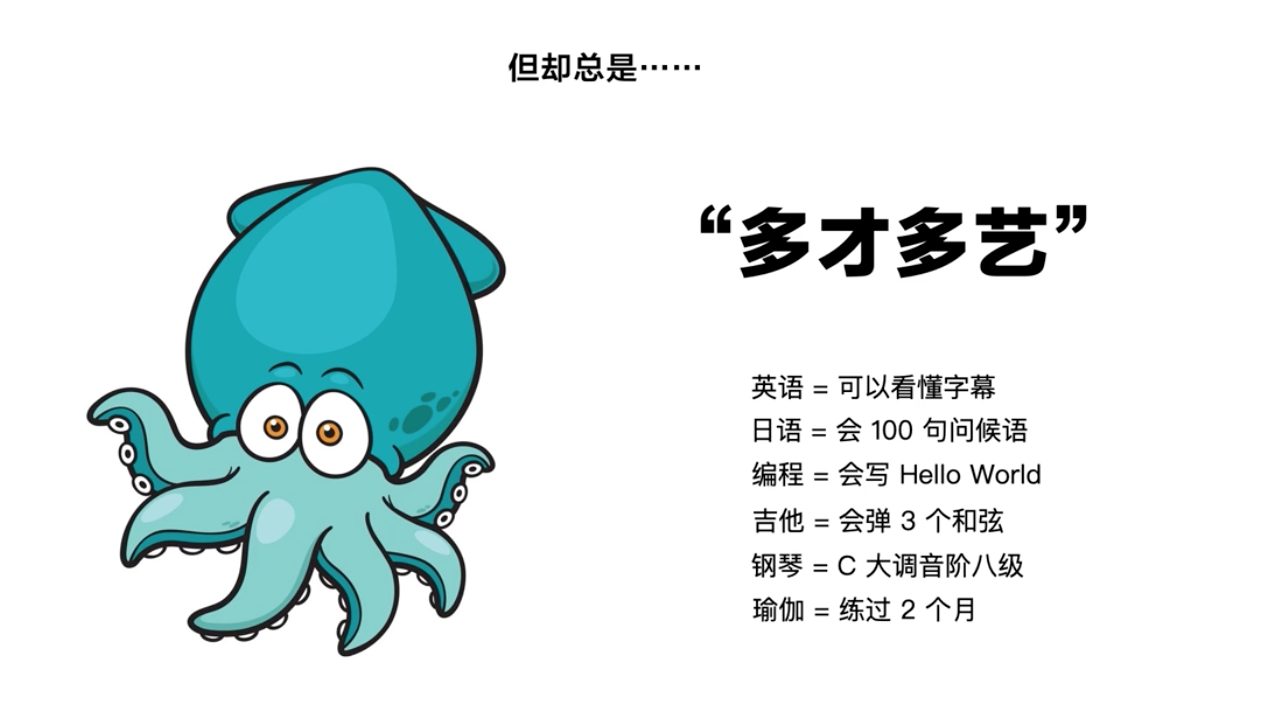 但却总是……
“多才多艺”
英语 = 可以看懂字幕
日语 = 会 100 句问候语
编程 = 会写 Hello World
吉他 = 会弹 3 个和弦
钢琴 = C 大调音阶八级
瑜伽 = 练过 2 个月